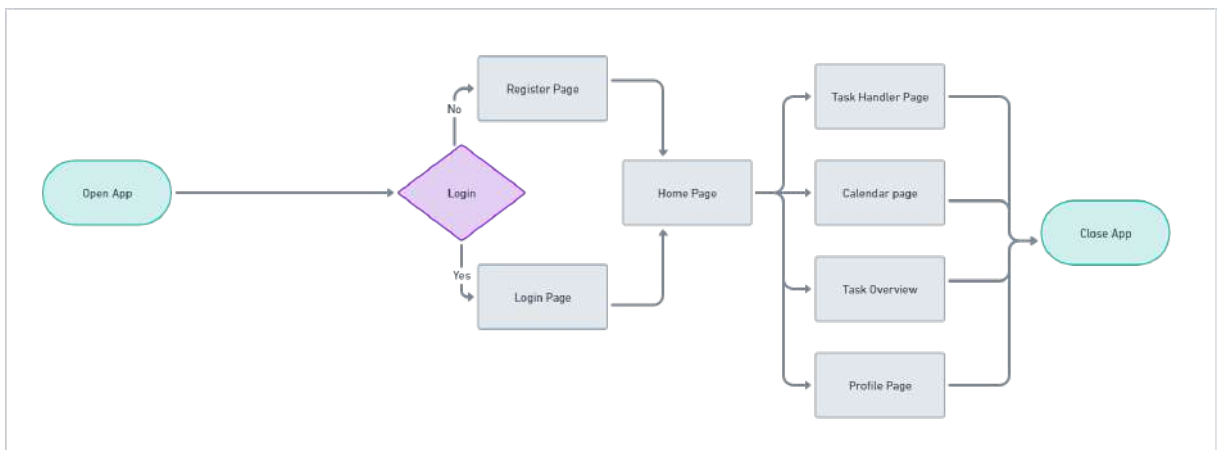 Open App
Login
No
Yes
Register Page
Login Page
Home Page
Task Handler Page
Calendar page
Task Overview
Profile Page
Close App